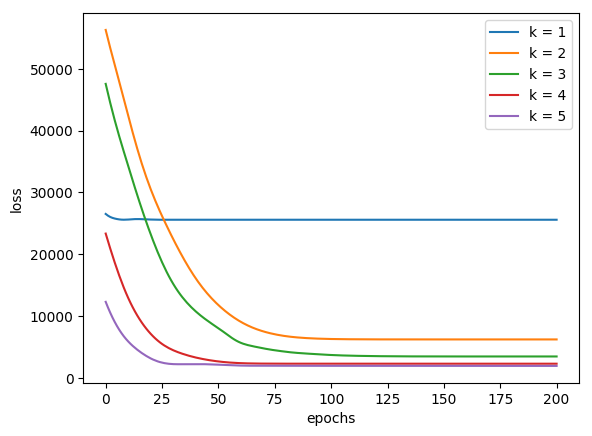 k = 1
k = 2
k = 3
k = 4
k = 5
50000
40000
30000
20000
10000
0
loss
0 25 50 75 100 125 150 175 200
epochs